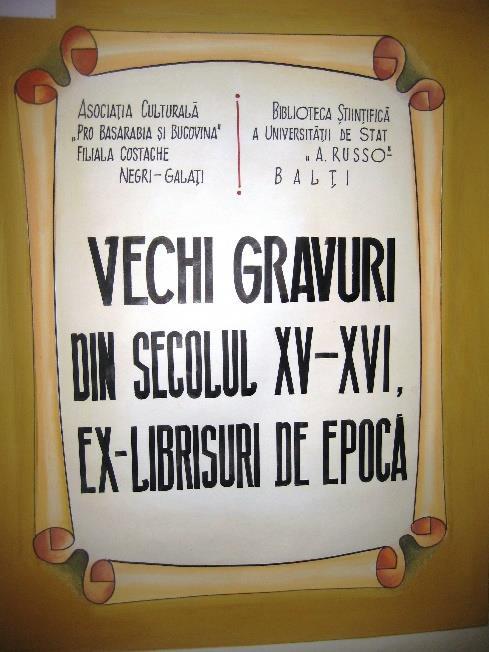 ASOCIAȚIA CULTURALĂ
„PRO BASARABIA ȘI BUCOVINA"
FILIALA COSTACHE
NEGRI-GALAȚI
BIBLIOTECA ȘTIINȚIFICĂ
A UNIVERSITĂȚII DE STAT
„A. RUSSO"
BALȚI
VECHI GRAVURI
DIN SECOLUL XV-XVI,
EX-LIBRISURI DE EPOCĂ